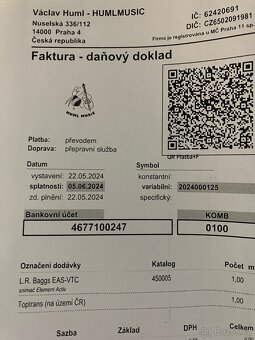 Václav Huml - HUMLMUSIC
Nuselská 336/112
14000 Praha 4
Česká republika
IČ: 62420691
DIČ: CZ6502091981
Firma je registrována u MČ Praha 11 sp.
Faktura - daňový doklad
HUML MUSIC
QR Platba+F
Platba: převodem
Doprava: přepravní služba
Datum
Symbol
vystavení: 22.05.2024
konstantní:
splatnosti: 05.06.2024
variabilní: 2024000125
zd. plnění: 22.05.2024
specifický:
Bankovní účet
KOMB
4677100247
0100
Označení dodávky
Katalog
Počet m
L.R. Baggs EAS-VTC
450005
1,00
snímač Element Activ
Toptrans (na území ČR)
1,00
Sazba
Základ
DPH